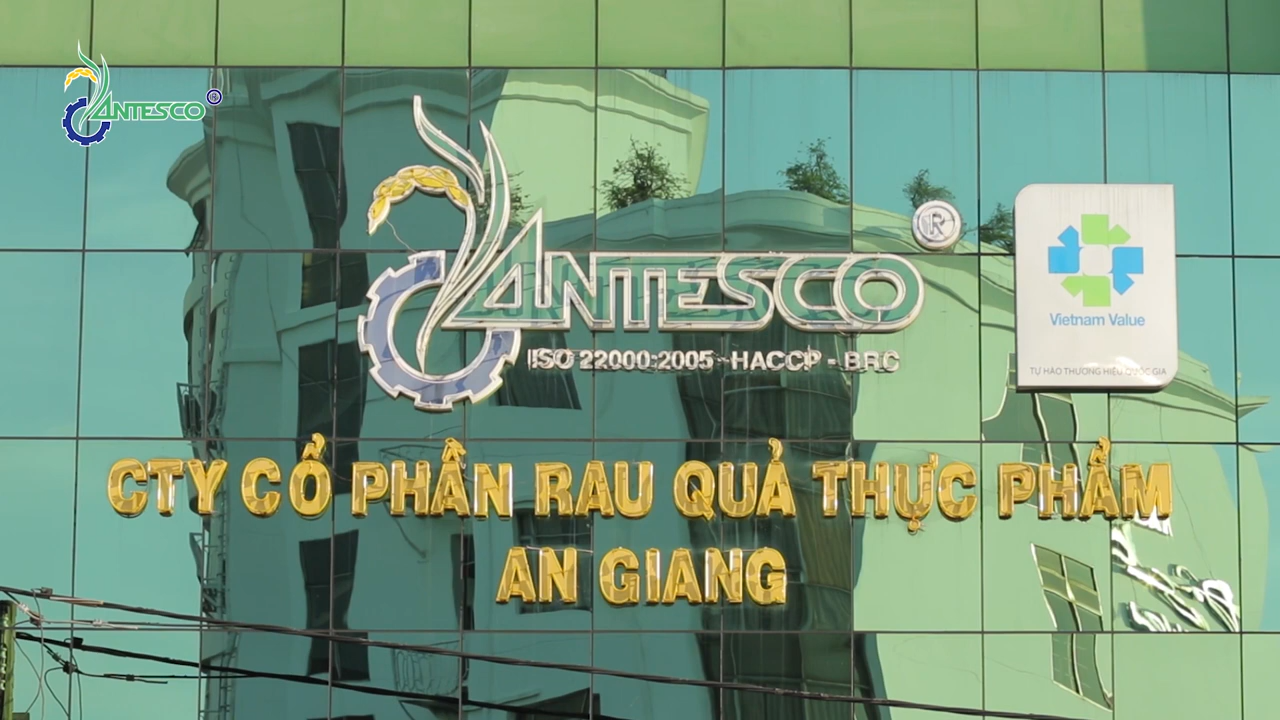 ANTESCO ®
ANTESCO ®
ISO 22000:2005 - HACCP - BRC
Vietnam Value
TỰ HÀO THƯƠNG HIỆU QUỐC GIA
CTY CỔ PHẦN RAU QUẢ THỰC PHẨM
AN GIANG